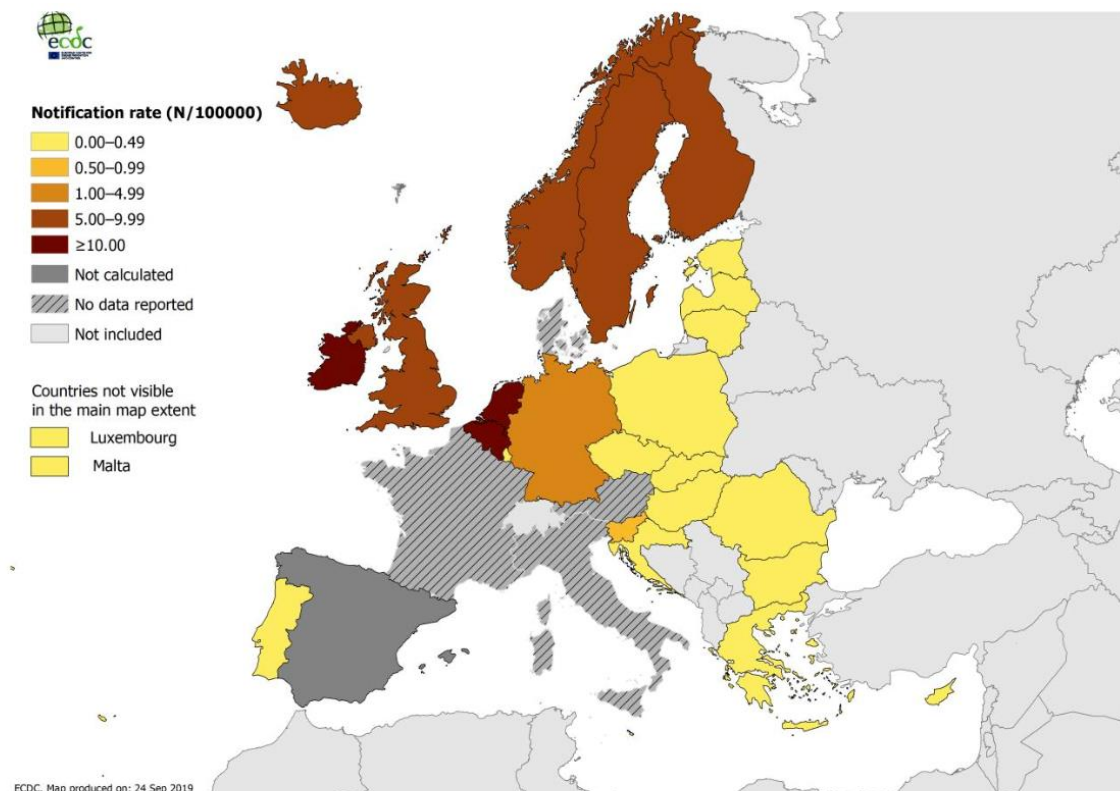 ecdc
Notification rate (N/100000)
0.00–0.49
0.50–0.99
1.00–4.99
5.00–9.99
≥10.00
Not calculated
No data reported
Not included
Countries not visible
in the main map extent
Luxembourg
Malta
ECDC. Map produced on: 24 Sep 2019